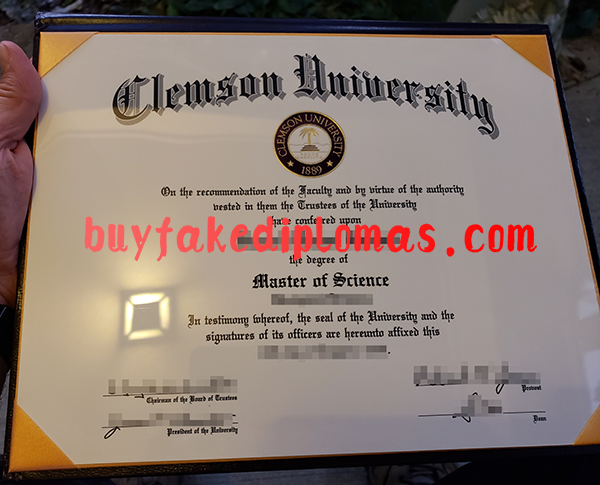 Clemson University
CLEMSON UNIVERSITY
1889
On the recommendation of the Faculty and by virtue of the authority
vested in them the Trustees of the University
have conferred upon
buyfakediplomas.com
the degree of
Master of Science
In testimony whereof, the seal of the University and the
signatures of its officers are hereunto affixed this
Chairman of the Board of Trustees
Provost
President of the University
Dean